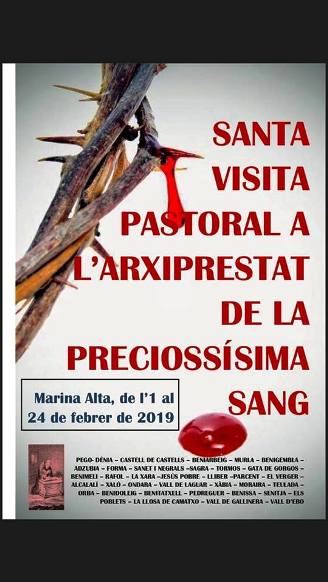 SANTA
VISITA
PASTORAL A
L'ARXIPRESTAT
DE LA
PRECIOSSÍSIMA
SANG
Marina Alta, de l'1 al
24 de febrer de 2019
PEGO- DÉNIA – CASTELL DE CASTELLS – BENIARBEIG – MURLA – BENIGEMBLA –
ADZUBIA – FORMA – SANET I NEGRALS –SAGRA – TORMOS – GATA DE GORGOS –
BENIMELI – RAFOL – LA XARA –JESÚS POBRE – LLIBER –PARCENT – EL VERGER –
ALCALALÍ – XALÓ – ONDARA – VALL DE LAGUAR – XÀBIA – MORAIRA – TEULADA –
ORBA – BENIDOLEIG – BENITATXELL – PEDREGUER – BENISSA – SENITJA – ELS
POBLETS – LA LLOSA DE CAMATXO – VALL DE GALLINERA – VALL D'EBO